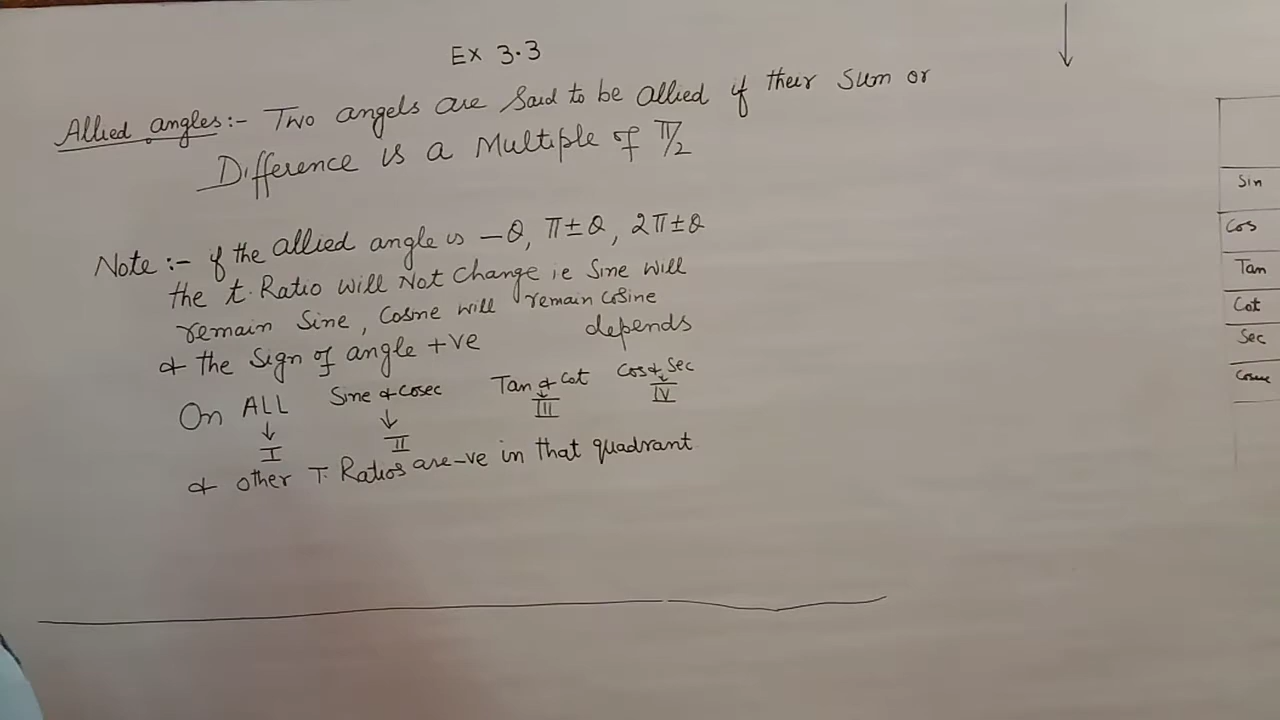 Ex 3.3
Allied angles:- Two angels are Said to be allied if their Sum or
Difference is a Multiple of π/2
Note:- if the allied angle is -θ, π±θ, 2π±θ
the t. Ratio will Not Change i.e Sine will
remain Sine, Cosine will remain Cosine
& the Sign of angle +ve depends
On ALL Sine & Cosec Tan & Cot Cos & Sec
↓ ↓ ↓ ↓
I II III IV
& other T. Ratios are -ve in that quadrant
Sin
Cos
Tan
Cot
Sec